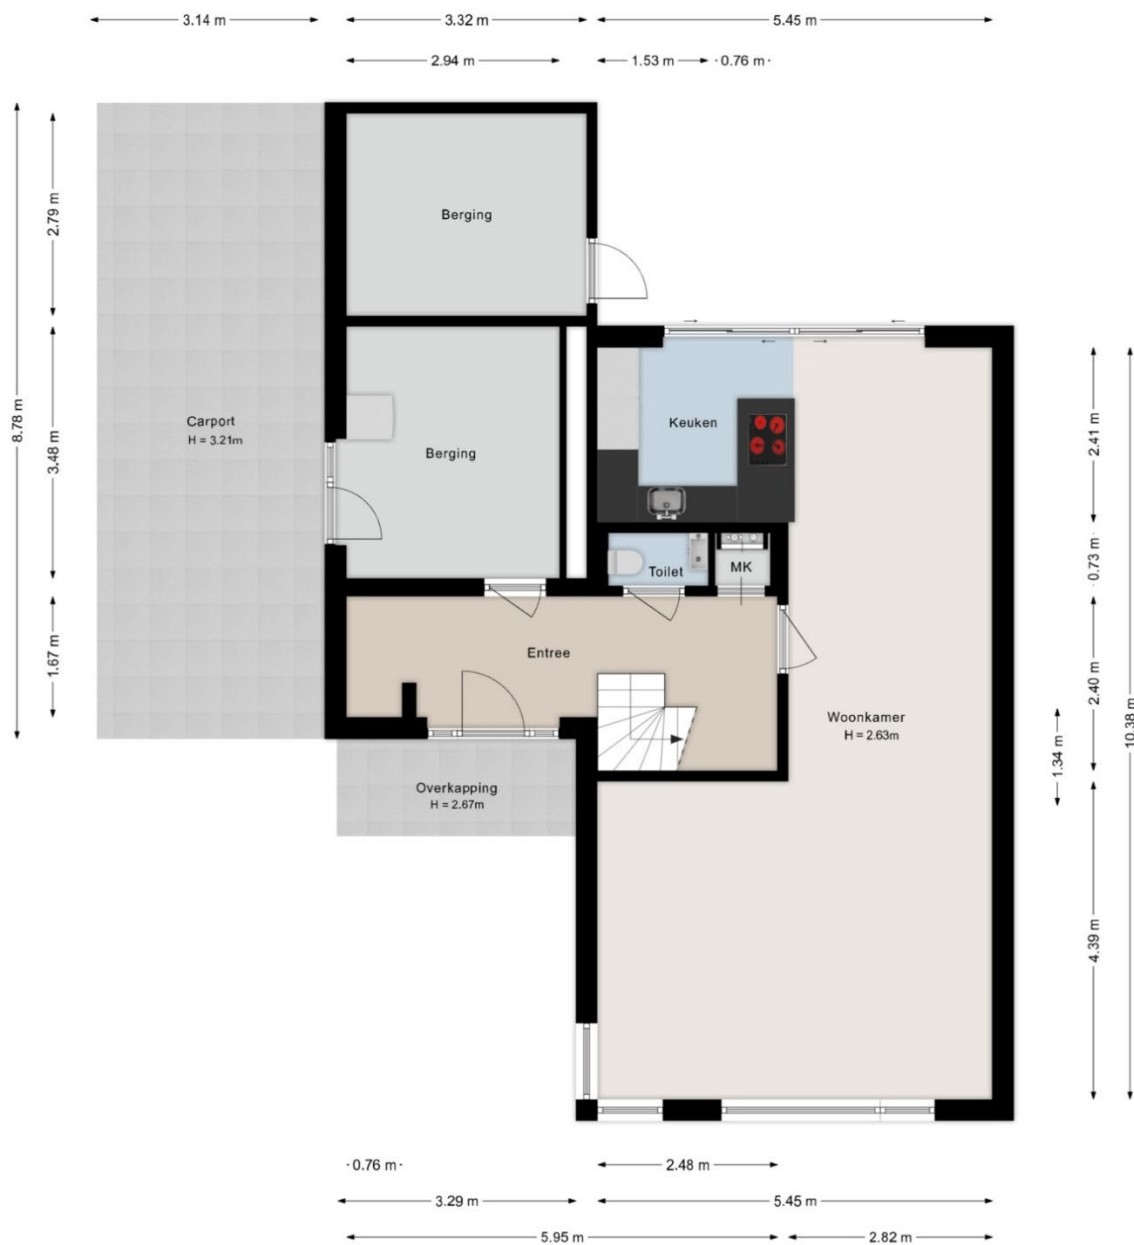 3.14 m
3.32 m
5.45 m
2.94 m
1.53 m
0.76 m
8.78 m
2.79 m
Berging
Carport
H = 3.21m
3.48 m
Berging
Keuken
2.41 m
0.73 m
Toilet
MK
1.67 m
Entree
2.40 m
Woonkamer
H = 2.63m
1.34 m
10.38 m
Overkapping
H = 2.67m
4.39 m
0.76 m
2.48 m
3.29 m
5.45 m
5.95 m
2.82 m